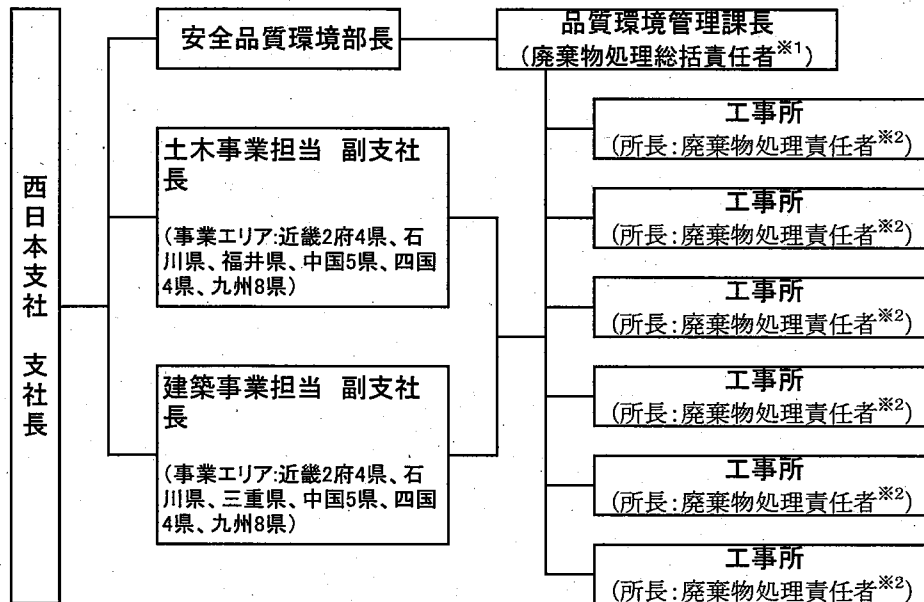 西日本支社 支社長
安全品質環境部長
品質環境管理課長
(廃棄物処理総括責任者※1)
土木事業担当 副支社
長
(事業エリア:近畿2府4県、石
川県、福井県、中国5県、四国
4県、九州8県)
建築事業担当 副支社
長
(事業エリア:近畿2府4県、石
川県、三重県、中国5県、四国
4県、九州8県)
工事所
(所長:廃棄物処理責任者※2)
工事所
(所長:廃棄物処理責任者※2)
工事所
(所長:廃棄物処理責任者※2)
工事所
(所長:廃棄物処理責任者※2)
工事所
(所長:廃棄物処理責任者※2)
工事所
(所長:廃棄物処理責任者※2)